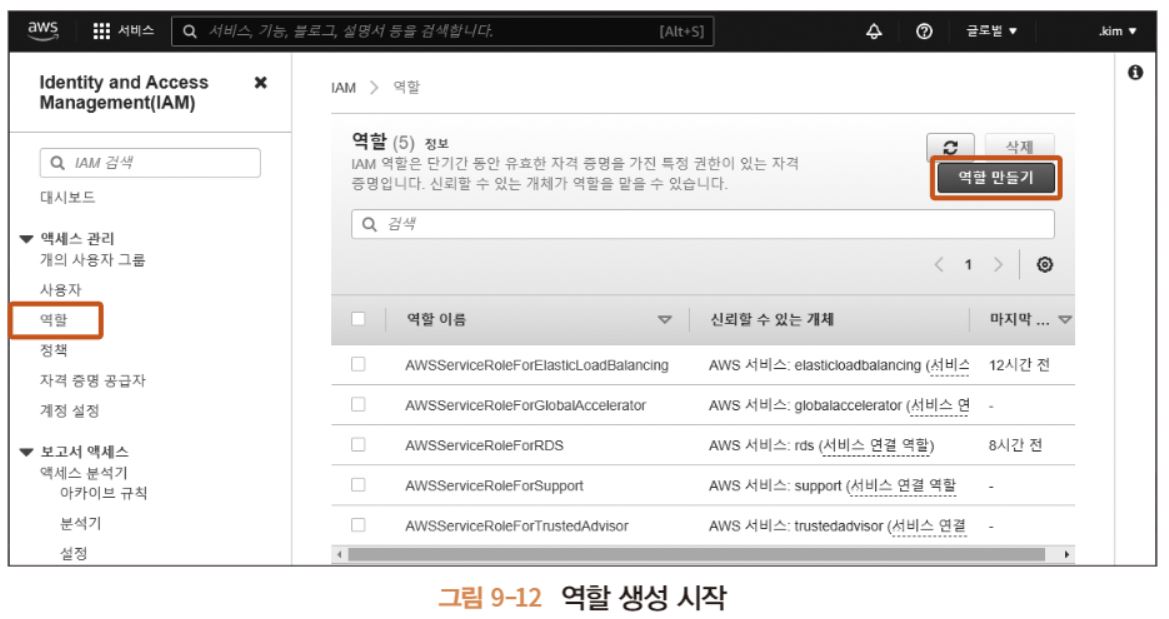 aws
서비스
서비스, 기능, 블로그, 설명서 등을 검색합니다.
[Alt+S]
글로벌 ▼
.kim ▼
Identity and Access
Management(IAM)
IAM 검색
대시보드
액세스 관리
개의 사용자 그룹
사용자
역할
정책
자격 증명 공급자
계정 설정
보고서 액세스
액세스 분석기
아카이브 규칙
분석기
설정
IAM > 역할
역할 (5) 정보
IAM 역할은 단기간 동안 유효한 자격 증명을 가진 특정 권한이 있는 자격
증명입니다. 신뢰할 수 있는 개체가 역할을 맡을 수 있습니다.
삭제
역할 만들기
검색
< 1 >
역할 이름 신뢰할 수 있는 개체 마지막 ...
AWSServiceRoleForElasticLoadBalancing AWS 서비스: elasticloadbalancing (서비스 12시간 전
AWSServiceRoleForGlobalAccelerator AWS 서비스: globalaccelerator (서비스 연 -
AWSServiceRoleForRDS AWS 서비스: rds (서비스 연결 역할) 8시간 전
AWSServiceRoleForSupport AWS 서비스: support (서비스 연결 역할 -
AWSServiceRoleForTrustedAdvisor AWS 서비스: trustedadvisor (서비스 연결 -
그림 9-12 역할 생성 시작